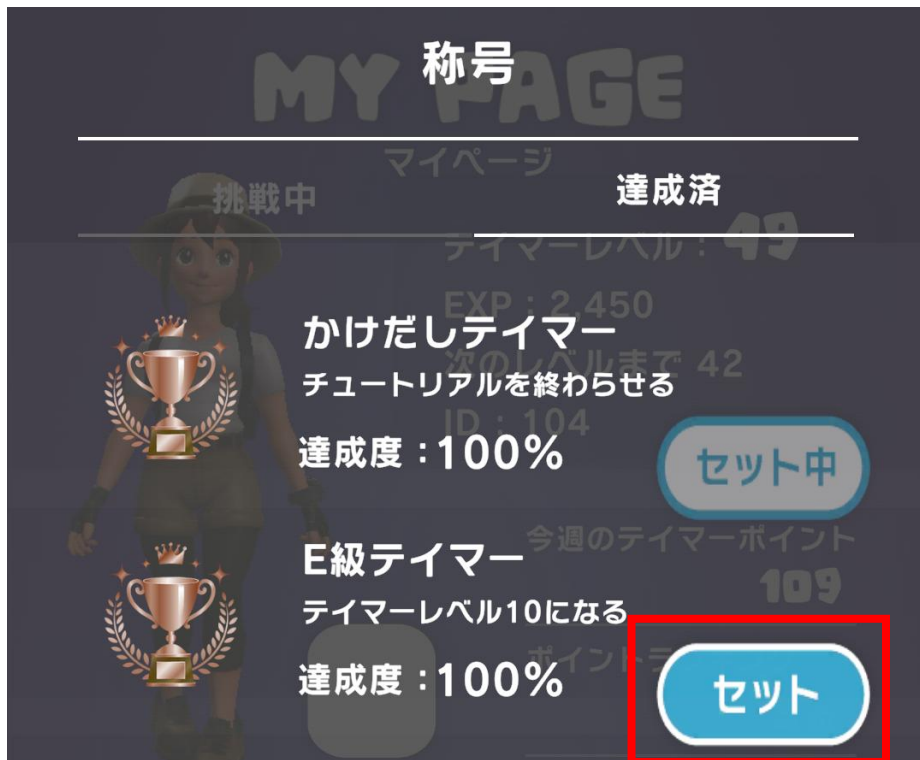 MY PAGE
称号
マイページ
挑戦中
達成済
テイマーレベル : 49
EXP : 2,450
かけだしテイマー
次のレベルまで 42
チュートリアルを終わらせる
ID : 104
達成度 : 100%
セット中
今週のテイマーポイント
109
E級テイマー
テイマーレベル10になる
ポイントラ
達成度 : 100%
セット